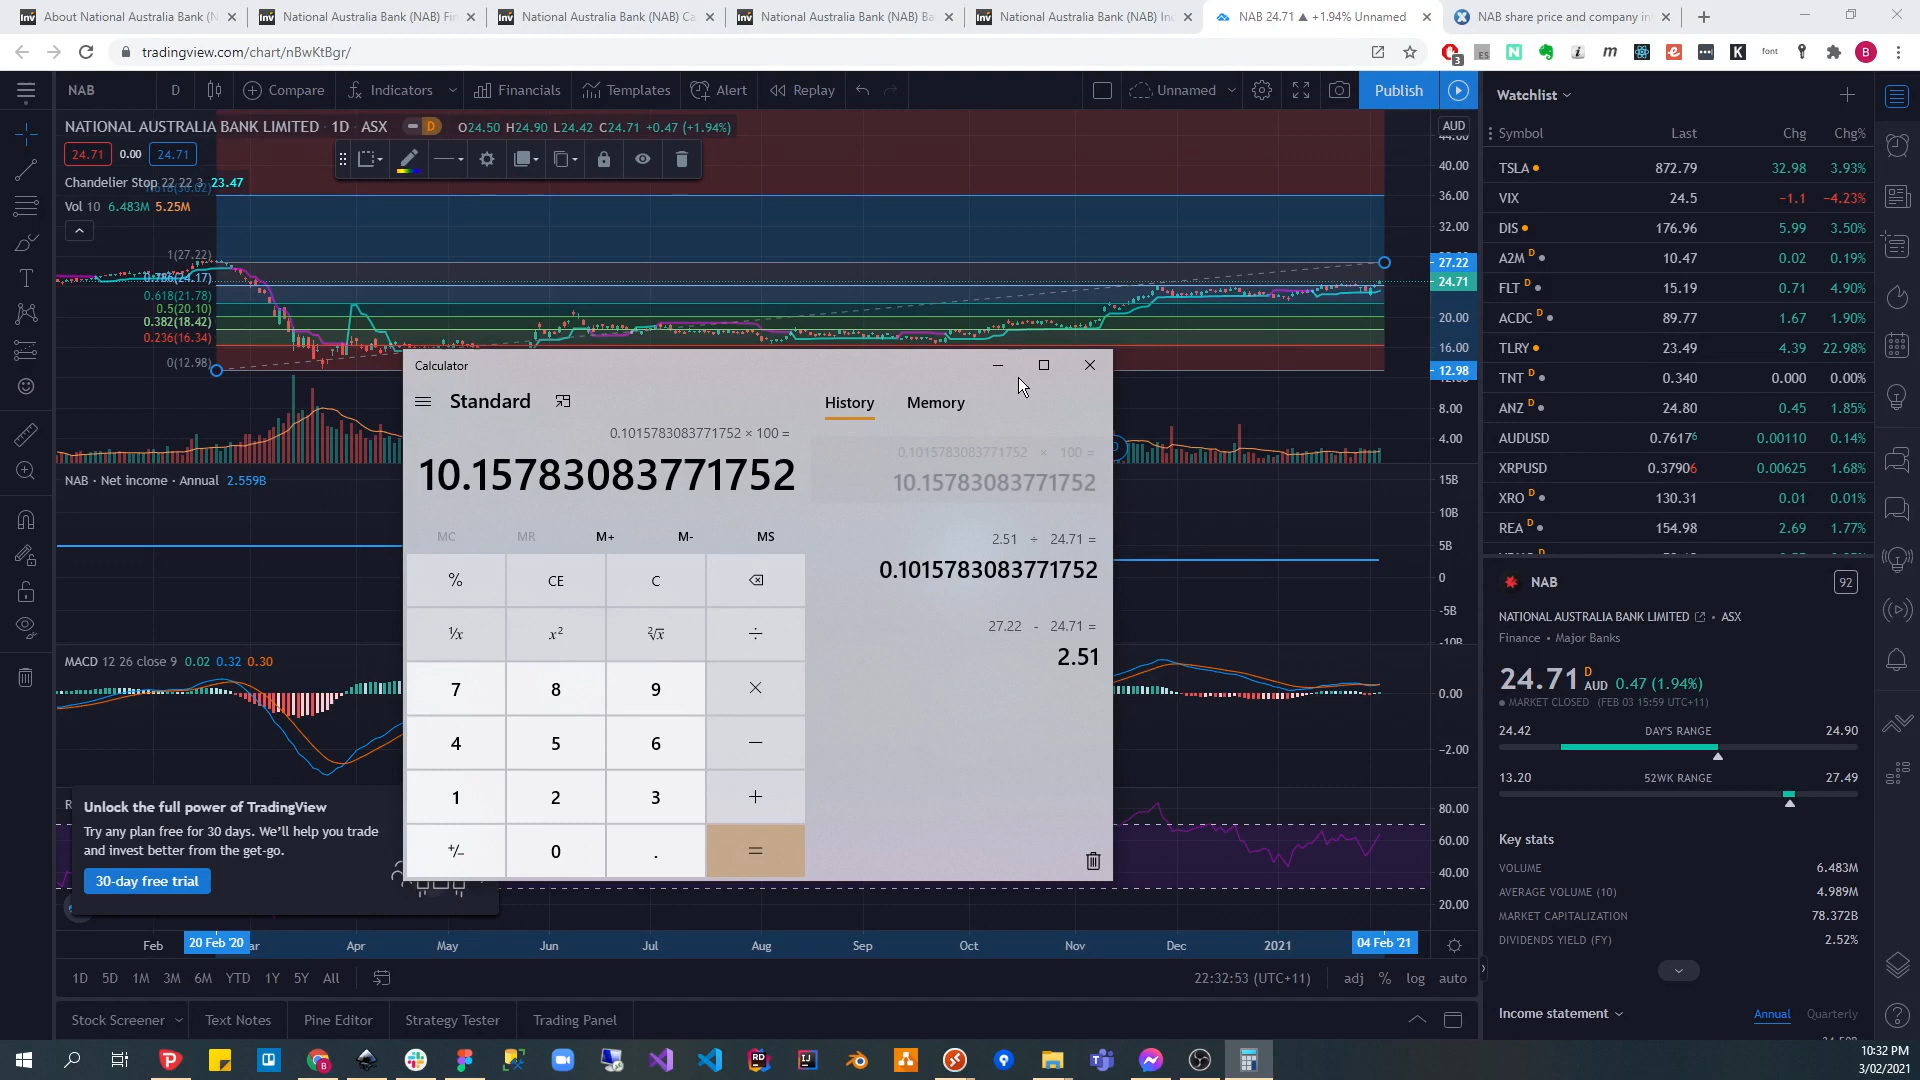 About National Australia Bank (N
National Australia Bank (NAB) Fin
National Australia Bank (NAB) Ca
National Australia Bank (NAB) Ba
National Australia Bank (NAB) Inc
NAB 24.71 ▲ +1.94% Unnamed
NAB share price and company in
tradingview.com/chart/nBwKtBgr/
NAB
D
Compare
Indicators
Financials
Templates
Alert
Replay
Unnamed
Publish
NATIONAL AUSTRALIA BANK LIMITED · 1D · ASX
D
O24.50 H24.90 L24.42 C24.71 +0.47 (+1.94%)
24.71
0.00
24.71
Chandelier Stop 22 22 3 23.47
Vol 10 6.483M 5.25M
1(27.22)
0.786(24.17)
0.618(21.78)
0.5(20.10)
0.382(18.42)
0.236(16.34)
0(12.98)
AUD
44.00
40.00
36.00
32.00
27.22
24.71
20.00
16.00
12.98
8.00
4.00
NAB · Net income · Annual 2.559B
15B
10B
5B
0
-5B
-10B
MACD 12 26 close 9 0.02 0.32 0.30
0.00
-2.00
80.00
60.00
40.00
20.00
Calculator
Standard
0.1015783083771752 × 100 =
10.15783083771752
MC MR M+ M- MS
% CE C
¹/x x² ²√x ÷
7 8 9 ×
4 5 6 −
1 2 3 +
+/− 0 . =
History
Memory
0.1015783083771752 × 100 =
10.15783083771752
2.51 ÷ 24.71 =
0.1015783083771752
27.22 - 24.71 =
2.51
Unlock the full power of TradingView
Try any plan free for 30 days. We'll help you trade
and invest better from the get-go.
30-day free trial
Feb
20 Feb '20
ar
Apr
May
Jun
Jul
Aug
Sep
Oct
Nov
Dec
2021
04 Feb '21
1D 5D 1M 3M 6M YTD 1Y 5Y All
22:32:53 (UTC+11)
adj % log auto
Stock Screener
Text Notes
Pine Editor
Strategy Tester
Trading Panel
Watchlist
Symbol Last Chg Chg%
TSLA 872.79 32.98 3.93%
VIX 24.5 −1.1 −4.23%
DIS 176.96 5.99 3.50%
A2M D 10.47 0.02 0.19%
FLT D 15.19 0.71 4.90%
ACDC D 89.77 1.67 1.90%
TLRY 23.49 4.39 22.98%
TNT D 0.340 0.000 0.00%
ANZ D 24.80 0.45 1.85%
AUDUSD 0.76176 0.00110 0.14%
XRPUSD 0.37906 0.00625 1.68%
XRO D 130.31 0.01 0.01%
REA D 154.98 2.69 1.77%
NAB
92
NATIONAL AUSTRALIA BANK LIMITED • ASX
Finance • Major Banks
24.71 D AUD 0.47 (1.94%)
MARKET CLOSED (FEB 03 15:59 UTC+11)
24.42 DAY'S RANGE 24.90
13.20 52WK RANGE 27.49
Key stats
VOLUME 6.483M
AVERAGE VOLUME (10) 4.989M
MARKET CAPITALIZATION 78.372B
DIVIDENDS YIELD (FY) 2.52%
Income statement
Annual
Quarterly
10:32 PM
3/02/2021